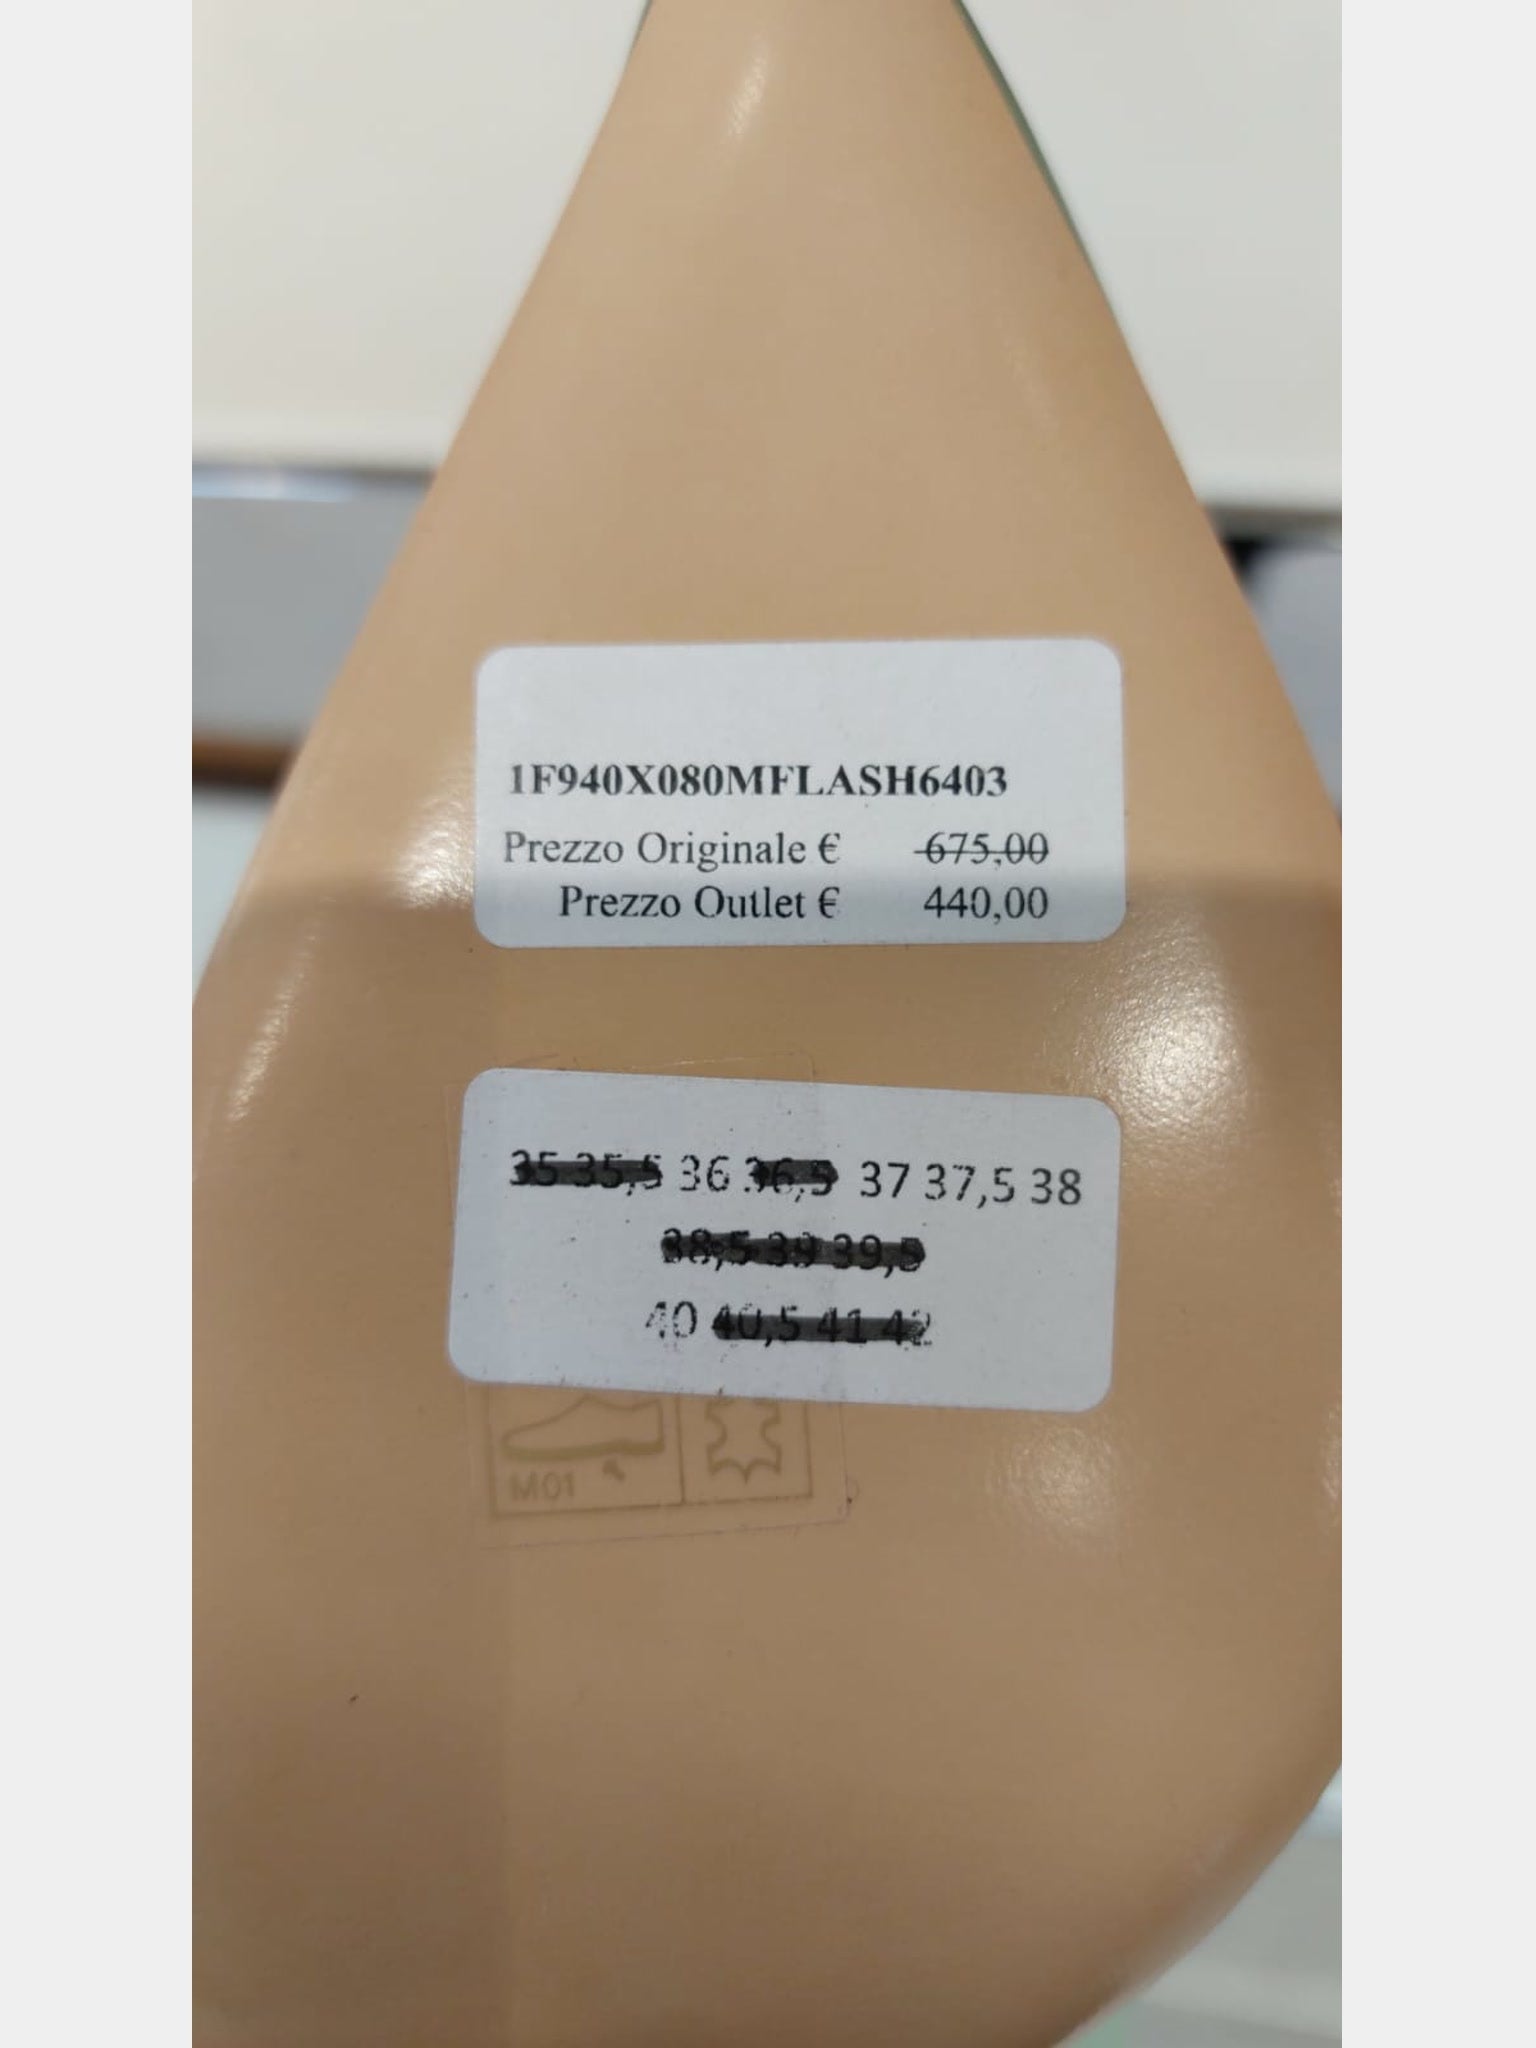 1F940X080MFLASH6403
Prezzo Originale € 675,00
Prezzo Outlet € 440,00
35 35,5 36 36,5 37 37,5 38
38,5 39 39,5
40 40,5 41 42
M01